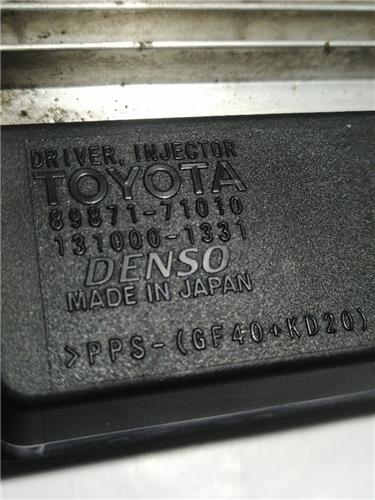 DRIVER, INJECTOR
TOYOTA
89871-71010
131000-1331
DENSO
MADE IN JAPAN
>PPS-(GF40+KD20)